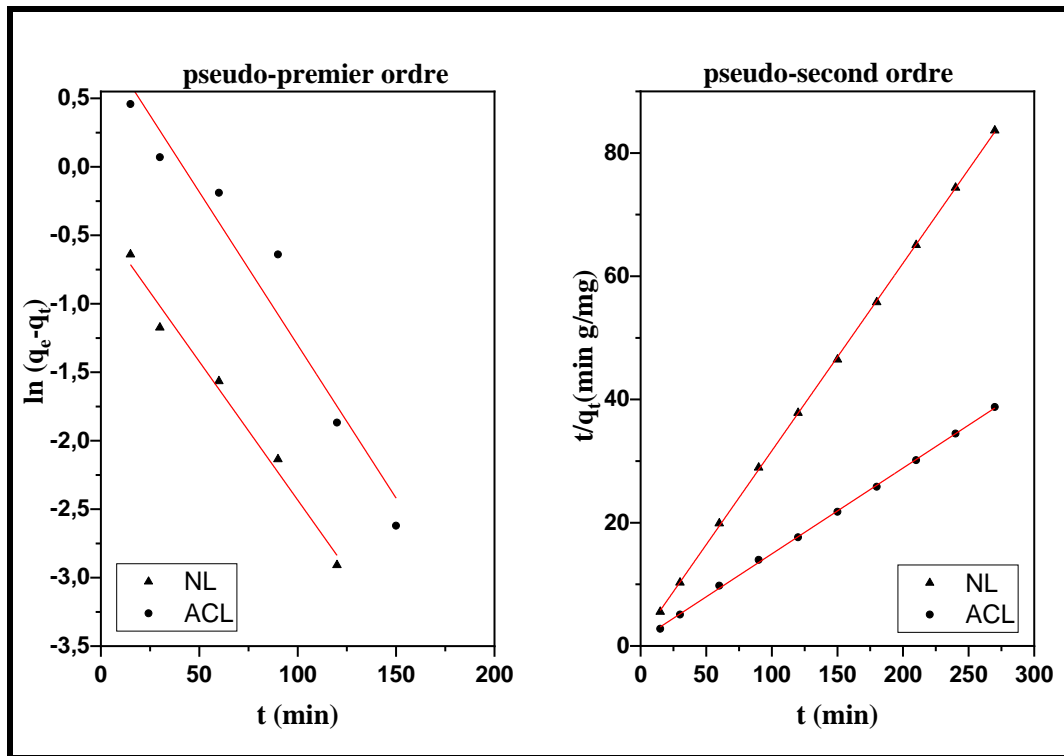 pseudo-premier ordre
0,5
0,0
-0,5
-1,0
-1,5
-2,0
-2,5
-3,0
-3,5
ln (qe-qt)
NL
ACL
0 50 100 150 200
t (min)
pseudo-second ordre
80
60
40
20
0
t/qt(min g/mg)
NL
ACL
0 50 100 150 200 250 300
t (min)